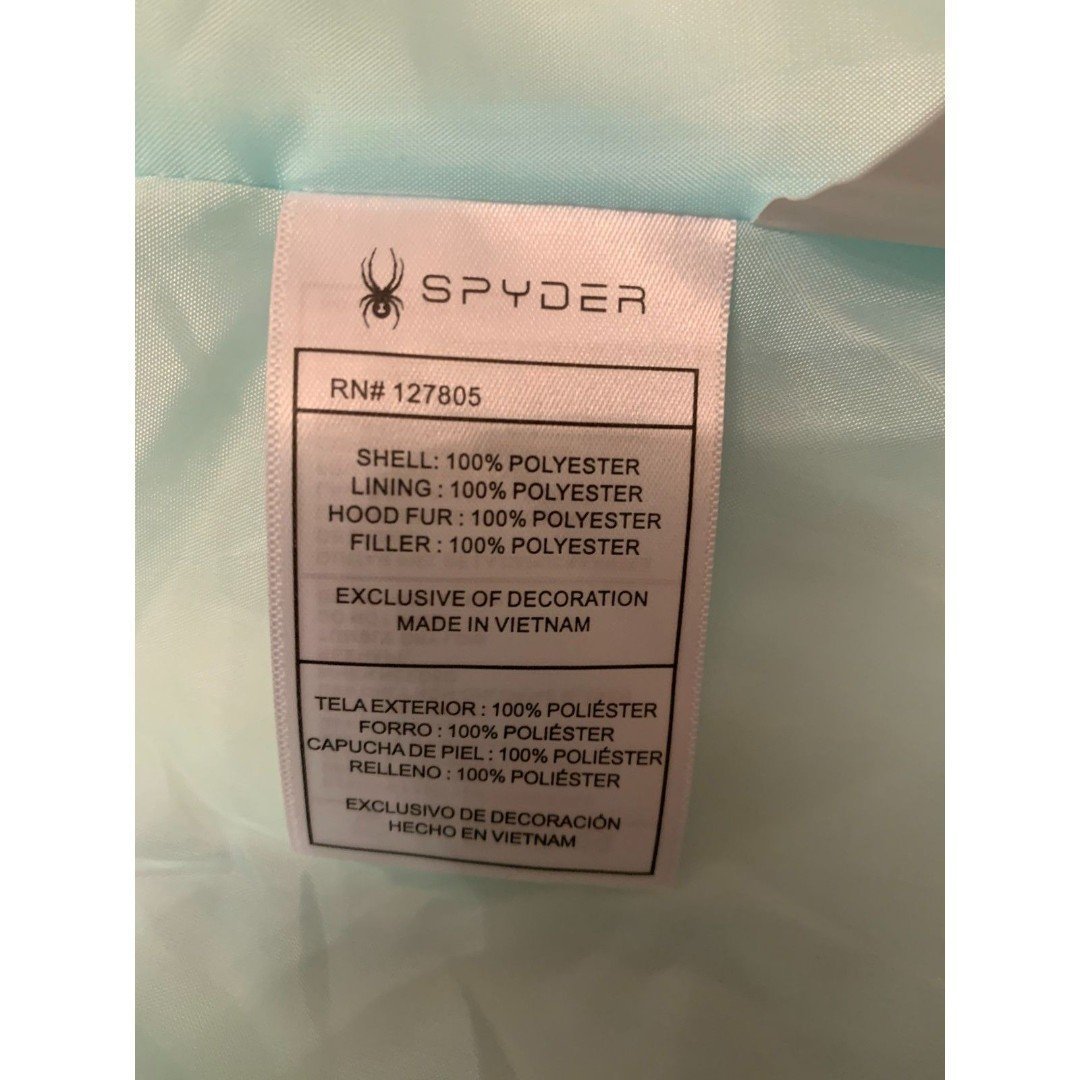 SPYDER
RN# 127805
SHELL: 100% POLYESTER
LINING : 100% POLYESTER
HOOD FUR : 100% POLYESTER
FILLER : 100% POLYESTER
EXCLUSIVE OF DECORATION
MADE IN VIETNAM
TELA EXTERIOR : 100% POLIÉSTER
FORRO : 100% POLIÉSTER
CAPUCHA DE PIEL : 100% POLIÉSTER
RELLENO : 100% POLIÉSTER
EXCLUSIVO DE DECORACIÓN
HECHO EN VIETNAM